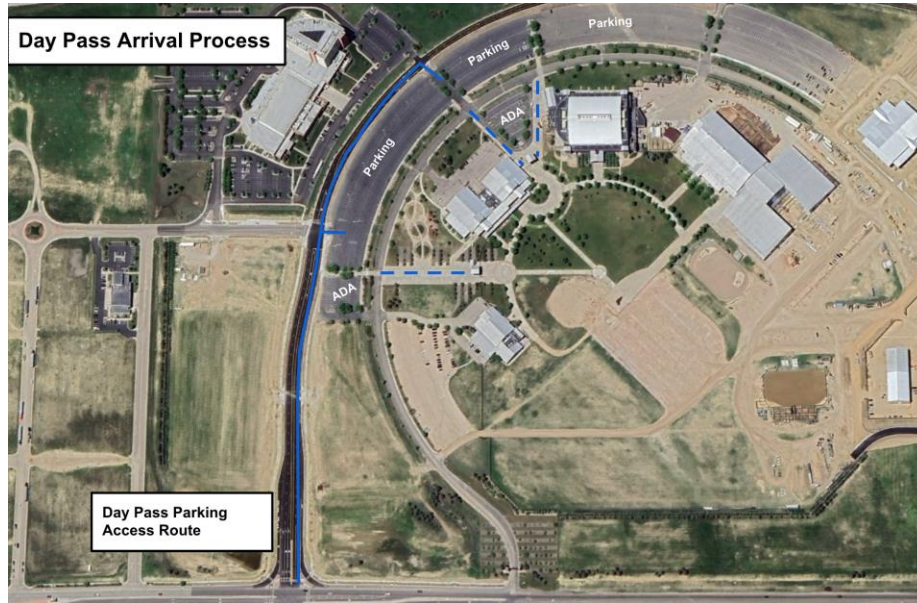 Day Pass Arrival Process
Parking
Parking
ADA
Parking
ADA
Day Pass Parking
Access Route